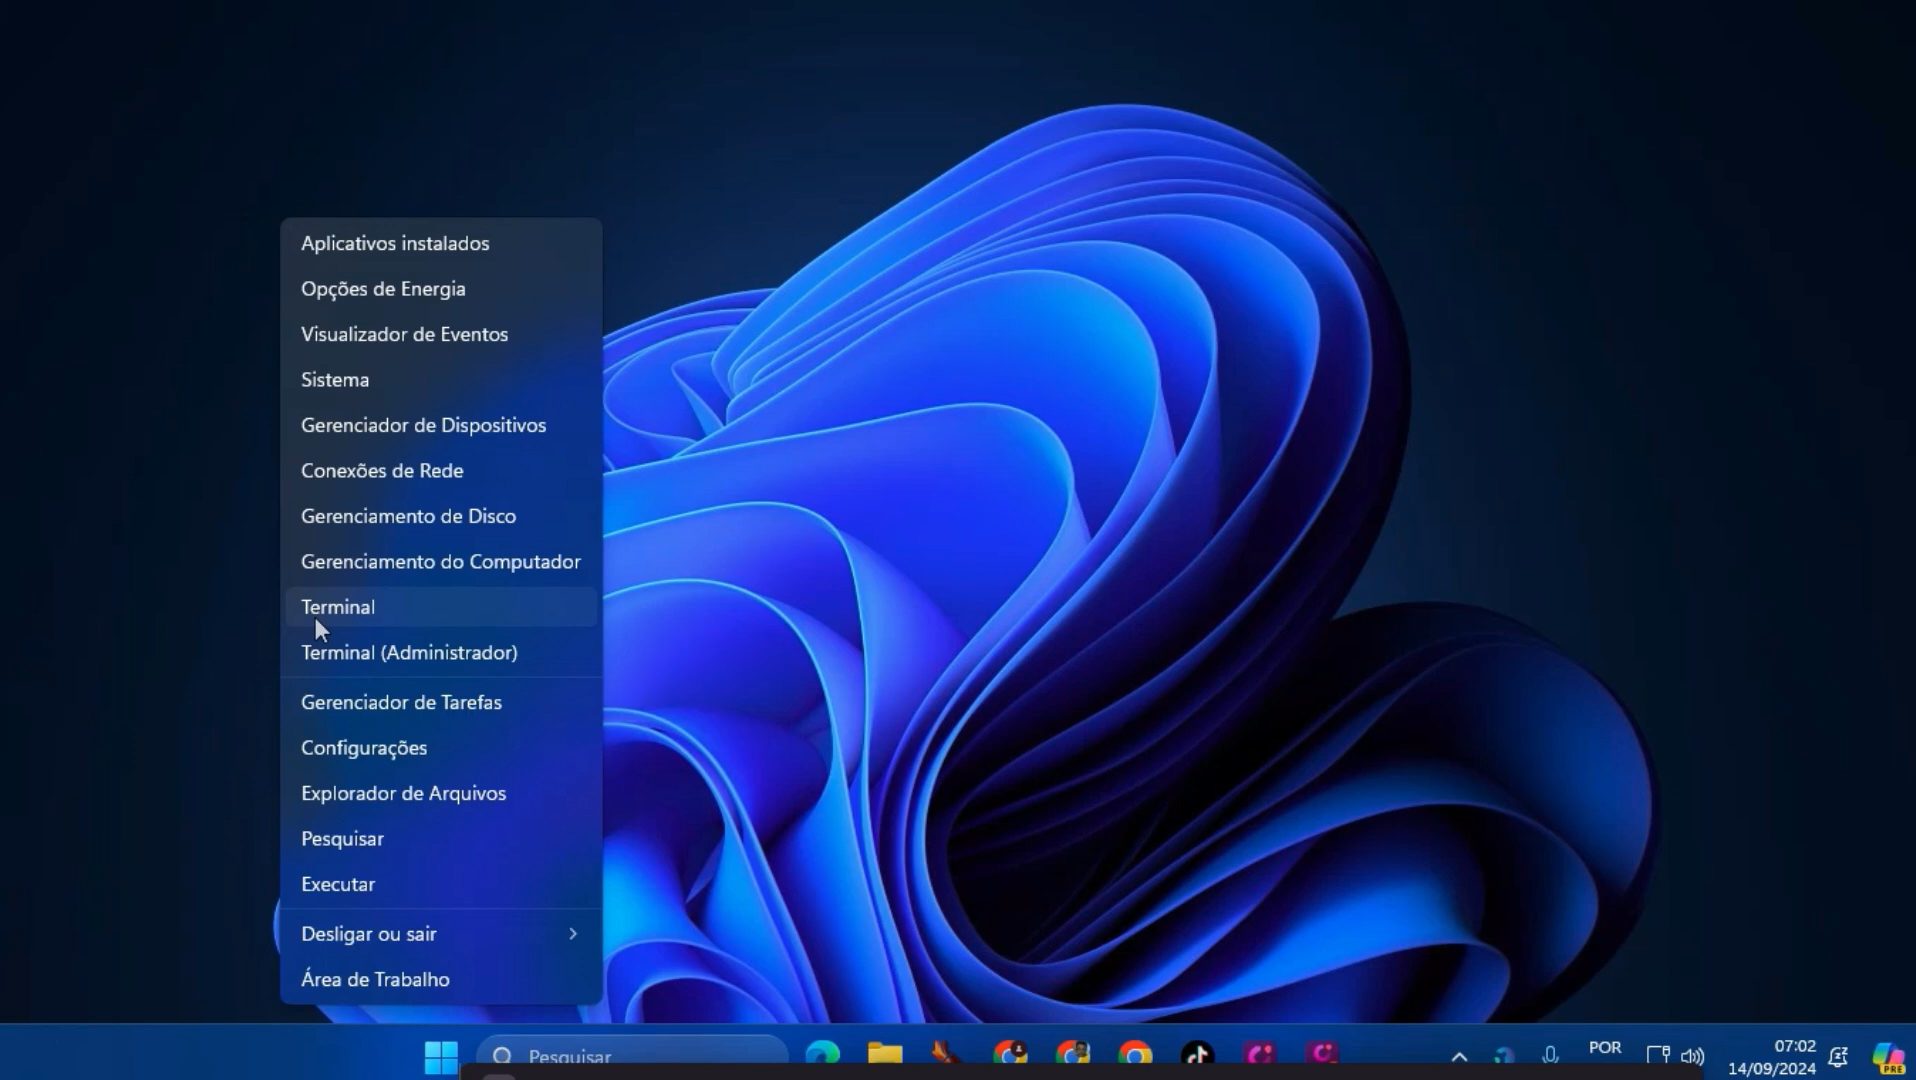 Aplicativos instalados
Opções de Energia
Visualizador de Eventos
Sistema
Gerenciador de Dispositivos
Conexões de Rede
Gerenciamento de Disco
Gerenciamento do Computador
Terminal
Terminal (Administrador)
Gerenciador de Tarefas
Configurações
Explorador de Arquivos
Pesquisar
Executar
Desligar ou sair
Área de Trabalho
Pesquisar
POR
07:02
14/09/2024
PRE